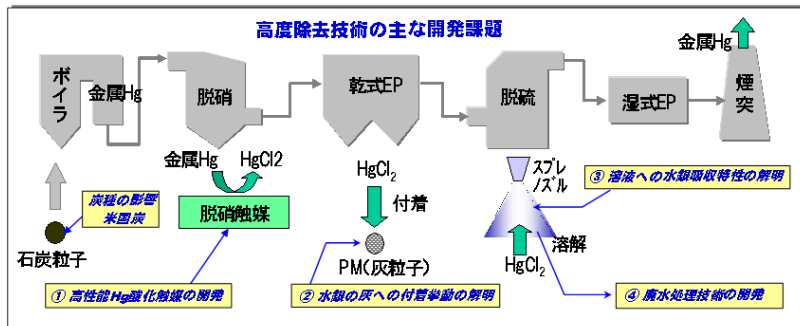 高度除去技術の主な開発課題
ボイラ
金属Hg
脱硝
乾式EP
脱硫
湿式EP
金属Hg
煙突
金属Hg
HgCl2
脱硝触媒
HgCl2
付着
PM(灰粒子)
スプレ
ノズル
溶解
HgCl2
炭種の影響
米国炭
石炭粒子
① 高性能Hg酸化触媒の開発
② 水銀の灰への付着挙動の解明
③ 溶液への水銀吸収特性の解明
④ 廃水処理技術の開発